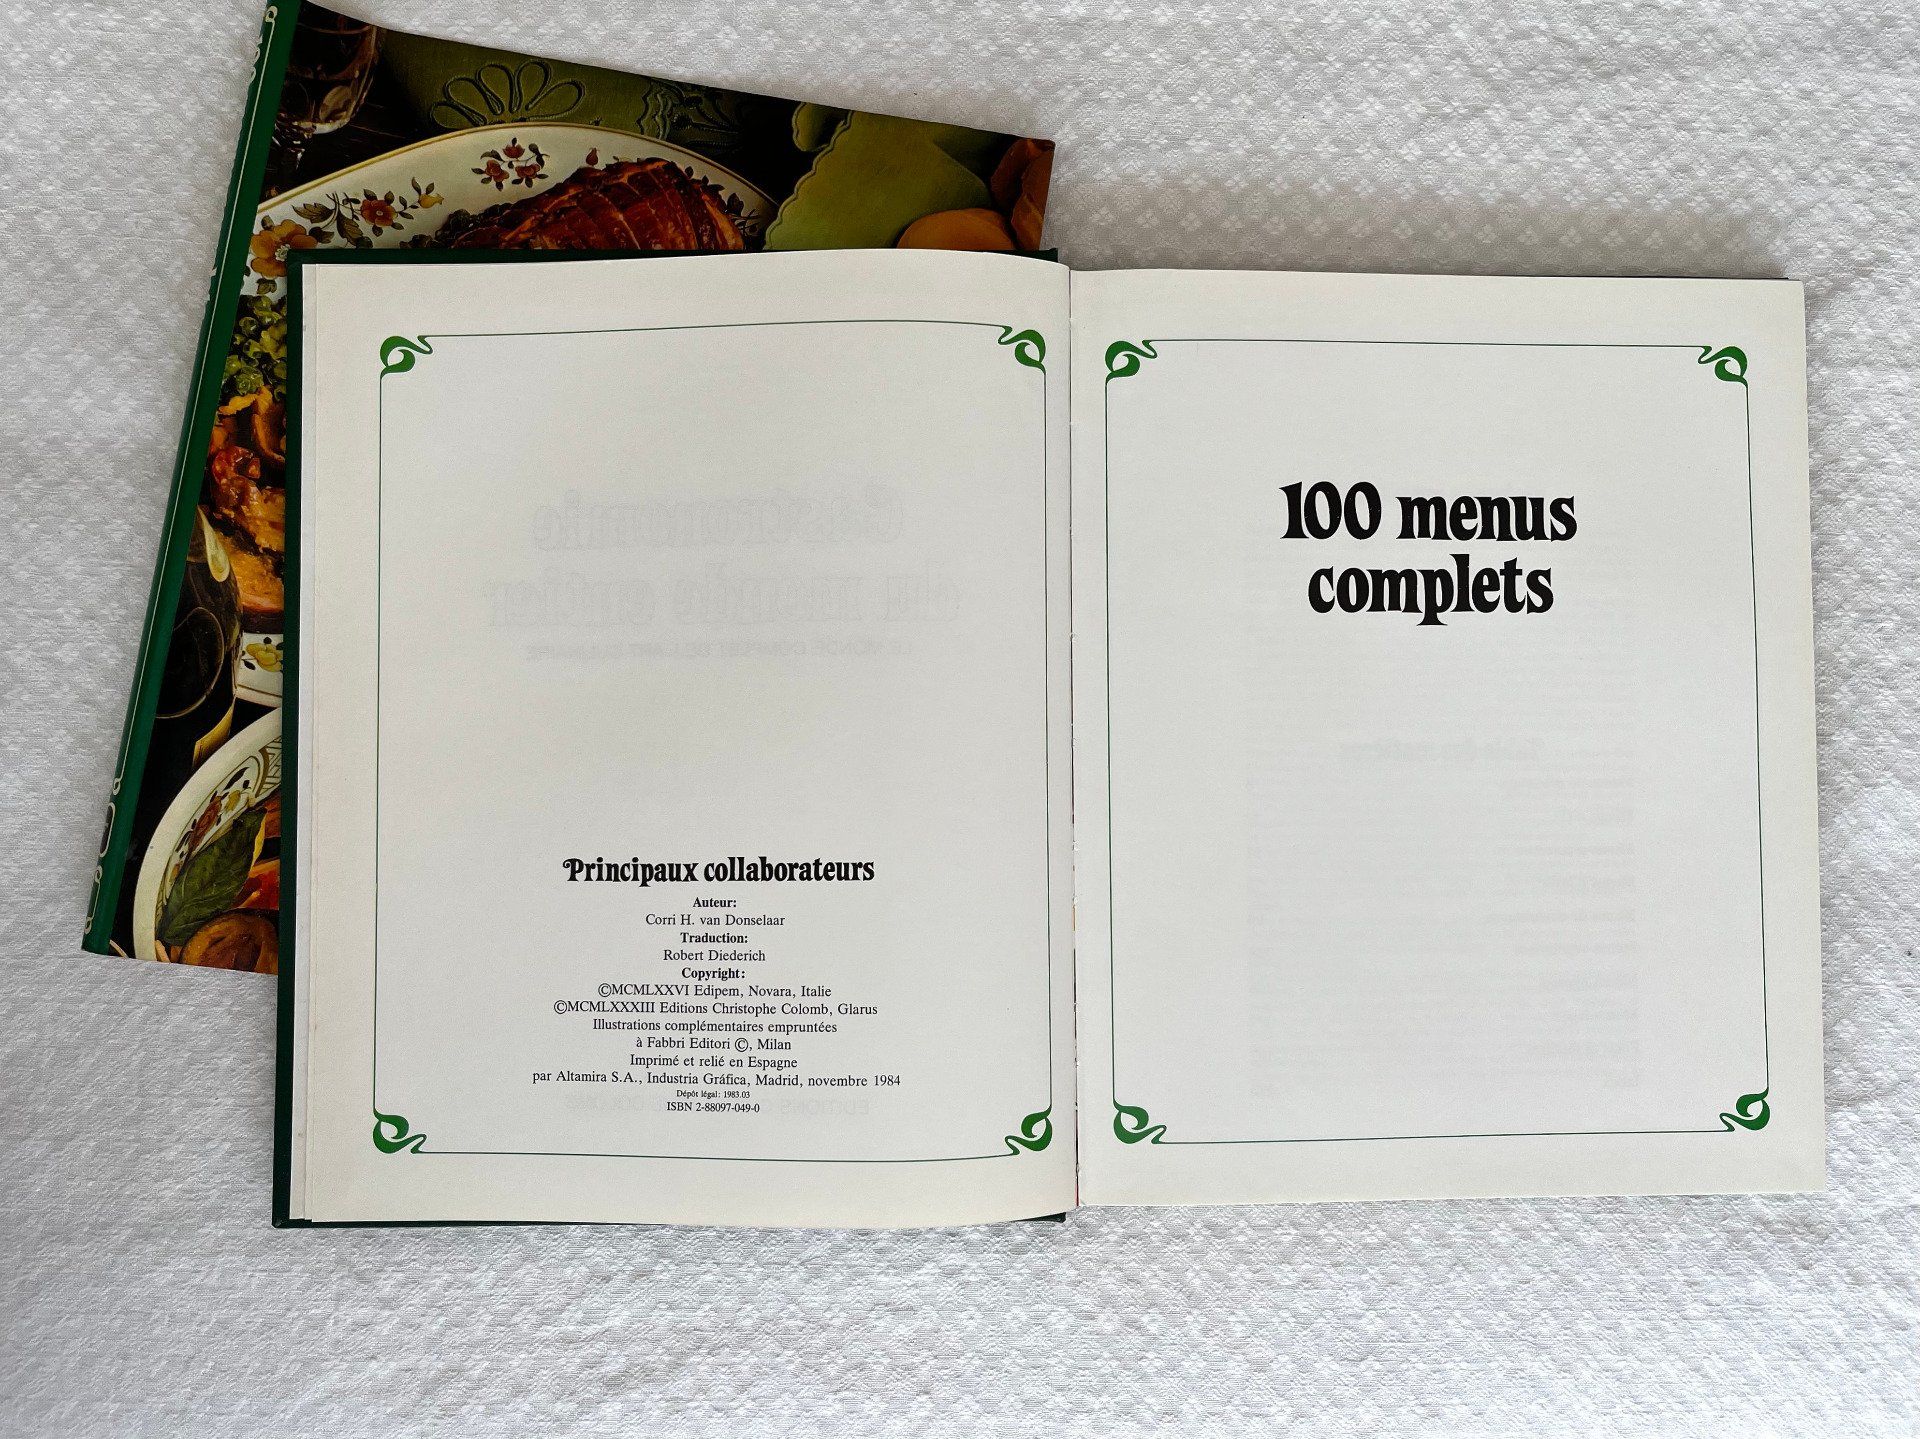 Principaux collaborateurs
Auteur:
Corri H. van Donselaar
Traduction:
Robert Diederich
Copyright:
©MCMLXXVI Edipem, Novara, Italie
©MCMLXXXIII Editions Christophe Colomb, Glarus
Illustrations complémentaires empruntées
à Fabbri Editori ©, Milan
Imprimé et relié en Espagne
par Altamira S.A., Industria Gráfica, Madrid, novembre 1984
Dépôt légal: 1983.03
ISBN 2-88097-049-0
100 menus
complets